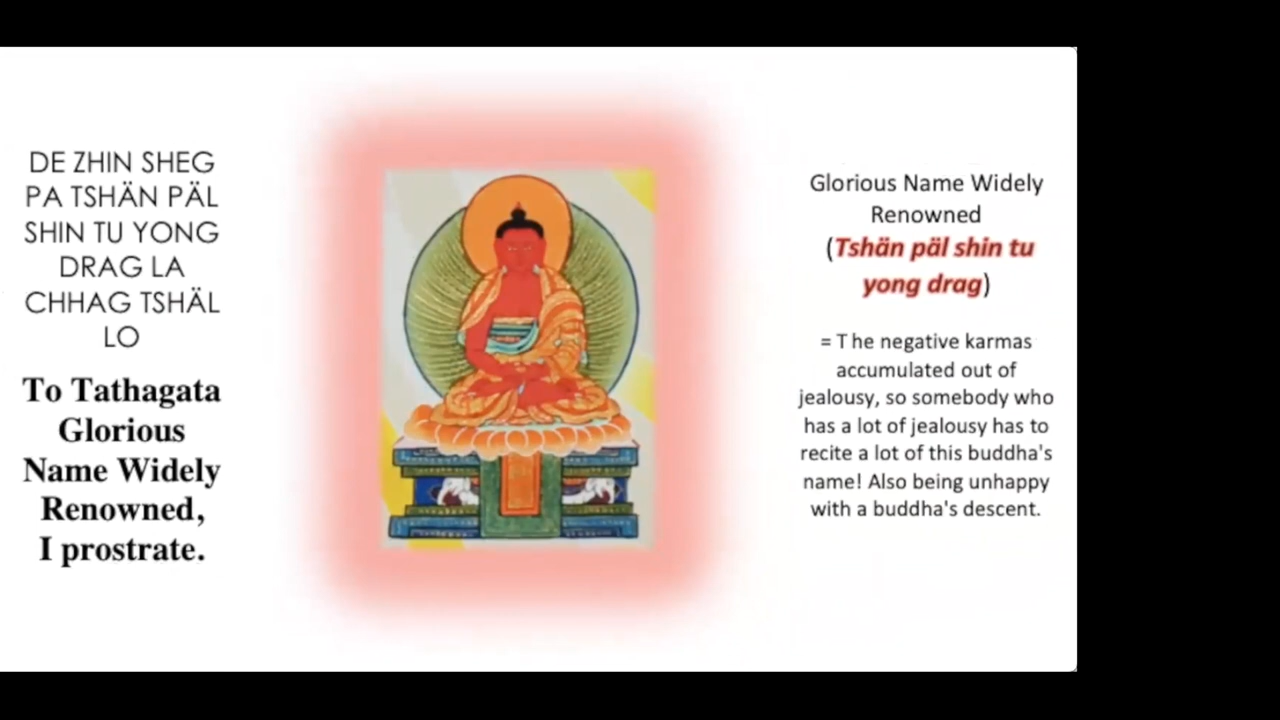 DE ZHIN SHEG
PA TSHÄN PÄL
SHIN TU YONG
DRAG LA
CHHAG TSHÄL
LO
To Tathagata
Glorious
Name Widely
Renowned,
I prostrate.
Glorious Name Widely
Renowned
(Tshän päl shin tu
yong drag)
= T he negative karmas
accumulated out of
jealousy, so somebody who
has a lot of jealousy has to
recite a lot of this buddha's
name! Also being unhappy
with a buddha's descent.